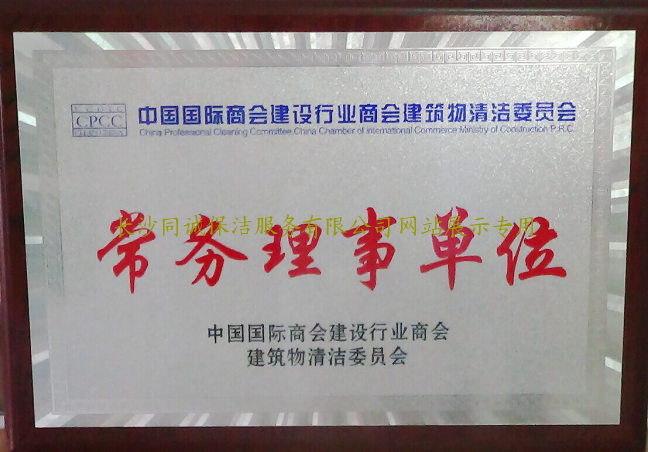 CPCC
中国国际商会建设行业商会建筑物清洁委员会
China Professional Cleaning Committee,China Chamber of International Commerce Ministry of Construction P.R.C.
长沙同诚保洁服务有限公司网站展示专用
常务理事单位
中国国际商会建设行业商会
建筑物清洁委员会